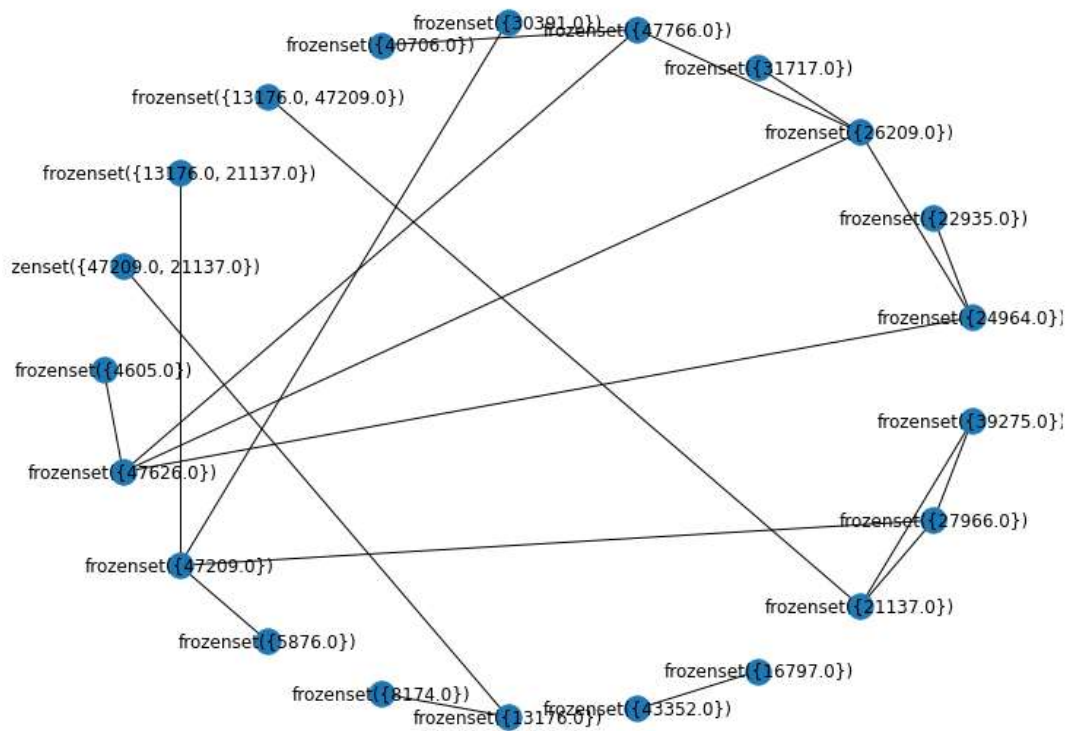 frozenset({30391.0})
frozenset({47766.0})
frozenset({40706.0})
frozenset({31717.0})
frozenset({13176.0, 47209.0})
frozenset({26209.0})
frozenset({13176.0, 21137.0})
frozenset({22935.0})
zenset({47209.0, 21137.0})
frozenset({24964.0})
frozenset({4605.0})
frozenset({39275.0})
frozenset({47626.0})
frozenset({27966.0})
frozenset({47209.0})
frozenset({21137.0})
frozenset({5876.0})
frozenset({16797.0})
frozenset({8174.0})
frozenset({43352.0})
frozenset({13176.0})